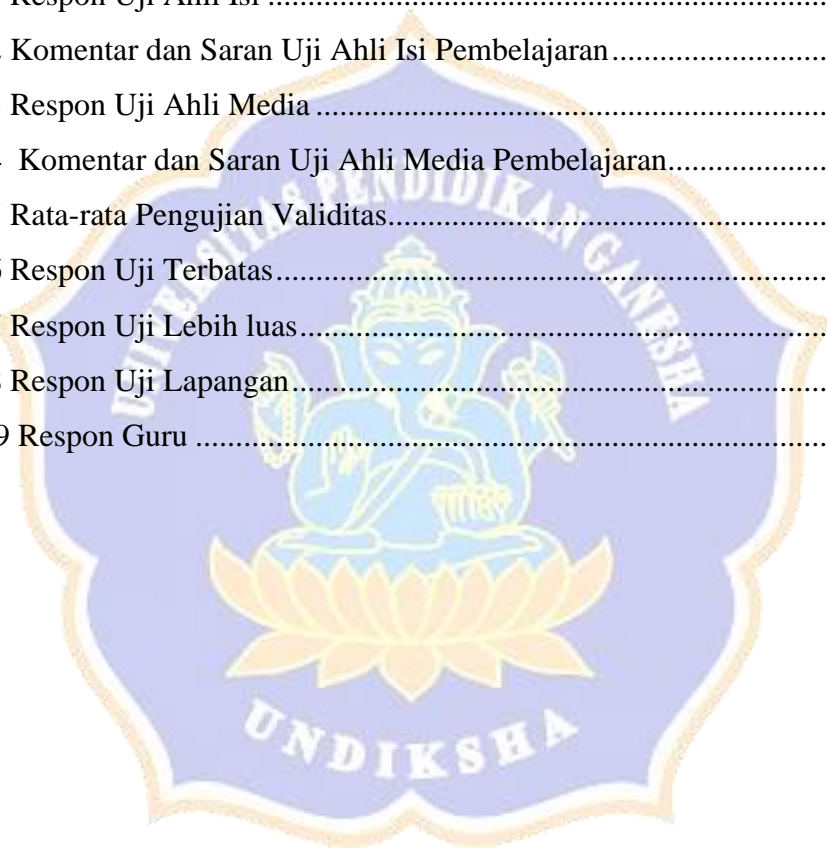 Respon Uji Ahli Isi ........................................................................
Komentar dan Saran Uji Ahli Isi Pembelajaran............................
Respon Uji Ahli Media .................................................................
Komentar dan Saran Uji Ahli Media Pembelajaran.....................
Rata-rata Pengujian Validitas........................................................
Respon Uji Terbatas......................................................................
Respon Uji Lebih luas...................................................................
Respon Uji Lapangan....................................................................
9 Respon Guru ................................................................................
UNIVERSITAS PENDIDIKAN GANESHA
UNDIKSHA